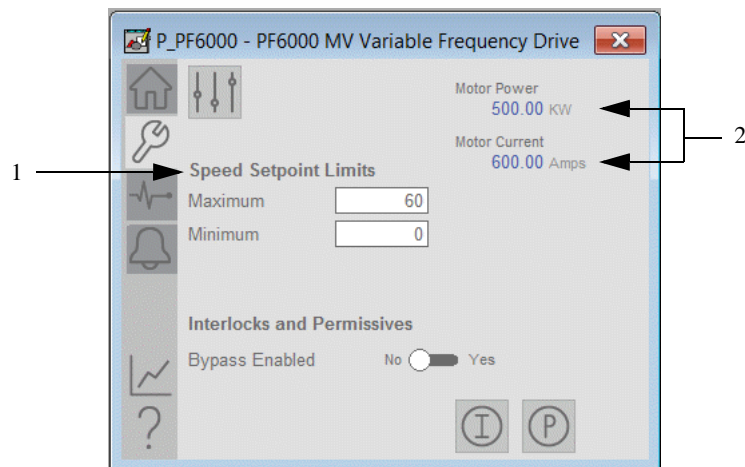 P_PF6000 - PF6000 MV Variable Frequency Drive
Motor Power
500.00 KW
Motor Current
600.00 Amps
2
1
Speed Setpoint Limits
Maximum 60
Minimum 0
Interlocks and Permissives
Bypass Enabled No Yes
?
I P